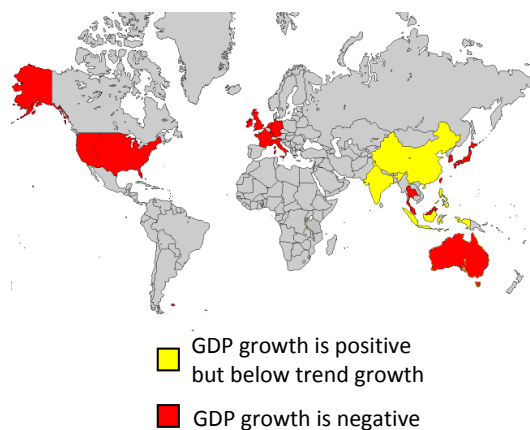 GDP growth is positive
but below trend growth
GDP growth is negative